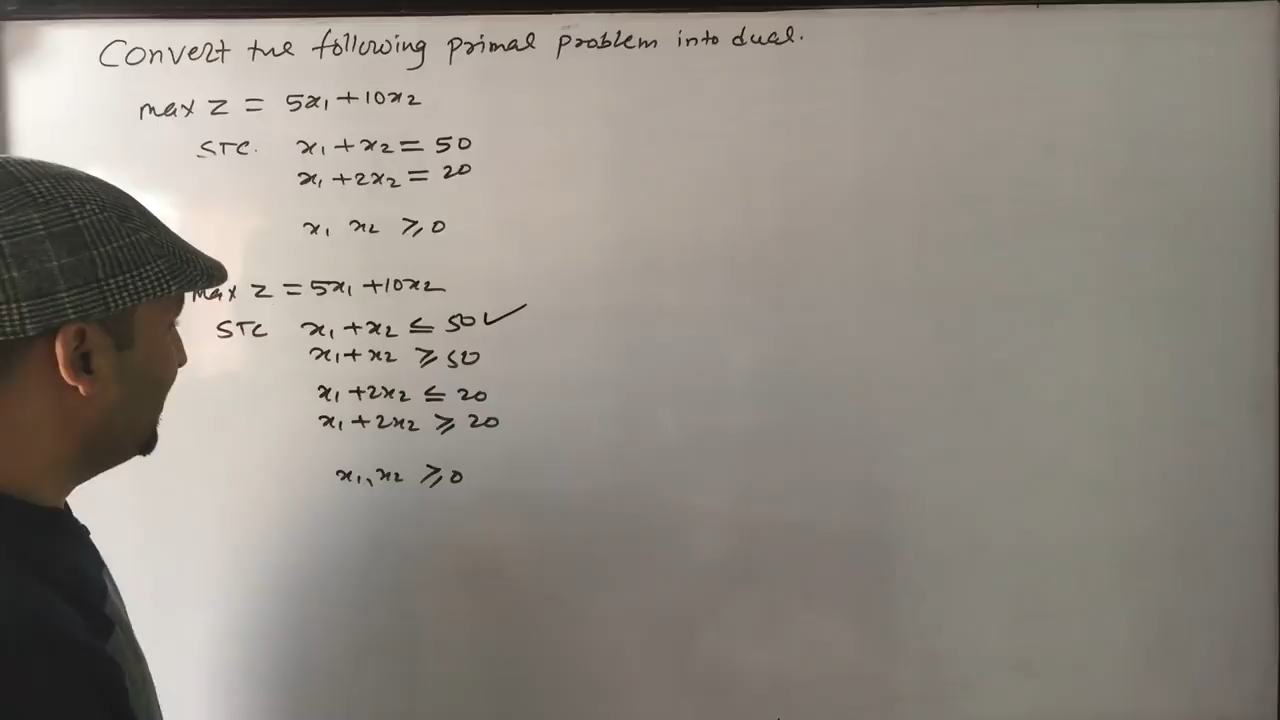 Convert the following primal problem into dual.
max z = 5x₁ + 10x₂
STC. x₁ + x₂ = 50
x₁ + 2x₂ = 20
x₁ x₂ ≥ 0
max z = 5x₁ + 10x₂
STC x₁ + x₂ ≤ 50 ✓
x₁ + x₂ ≥ 50
x₁ + 2x₂ ≤ 20
x₁ + 2x₂ ≥ 20
x₁, x₂ ≥ 0